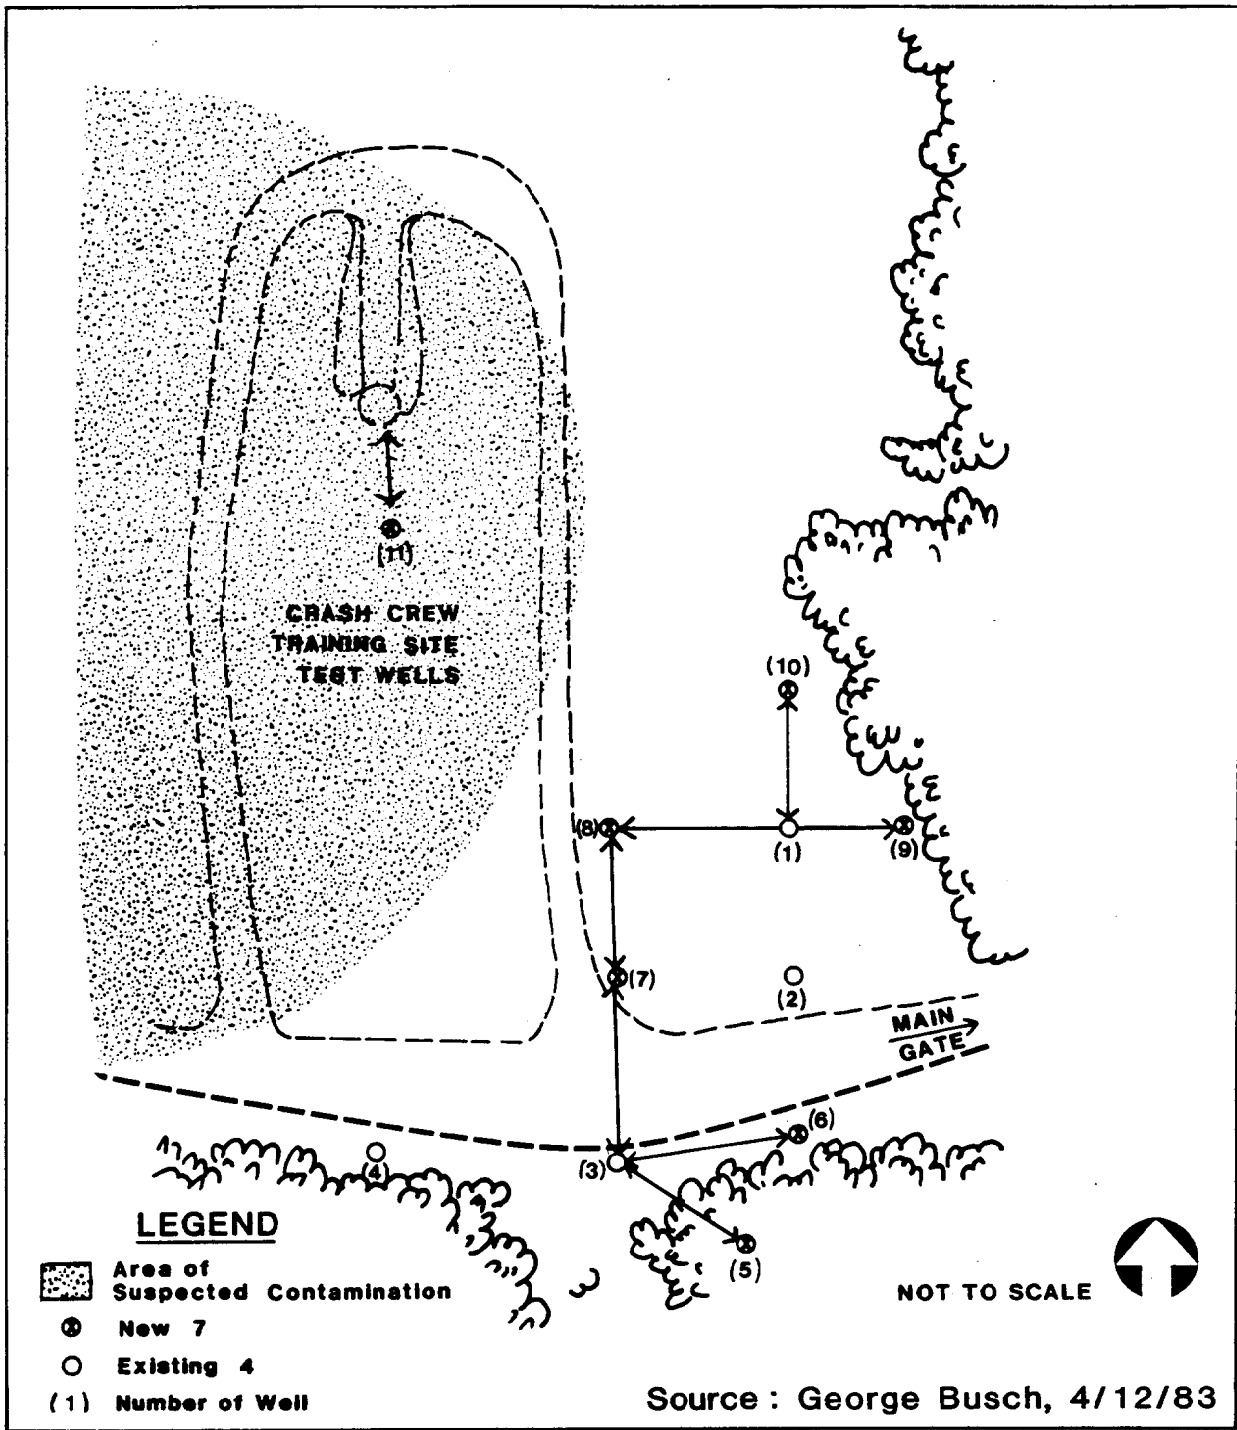 (11)
CRASH CREW
TRAINING SITE
TEST WELLS
(10)
(8)
(1)
(9)
(7)
(2)
MAIN
GATE
(6)
(4)
(3)
(5)
LEGEND
Area of
Suspected Contamination
New 7
Existing 4
(1) Number of Well
NOT TO SCALE
Source : George Busch, 4/12/83